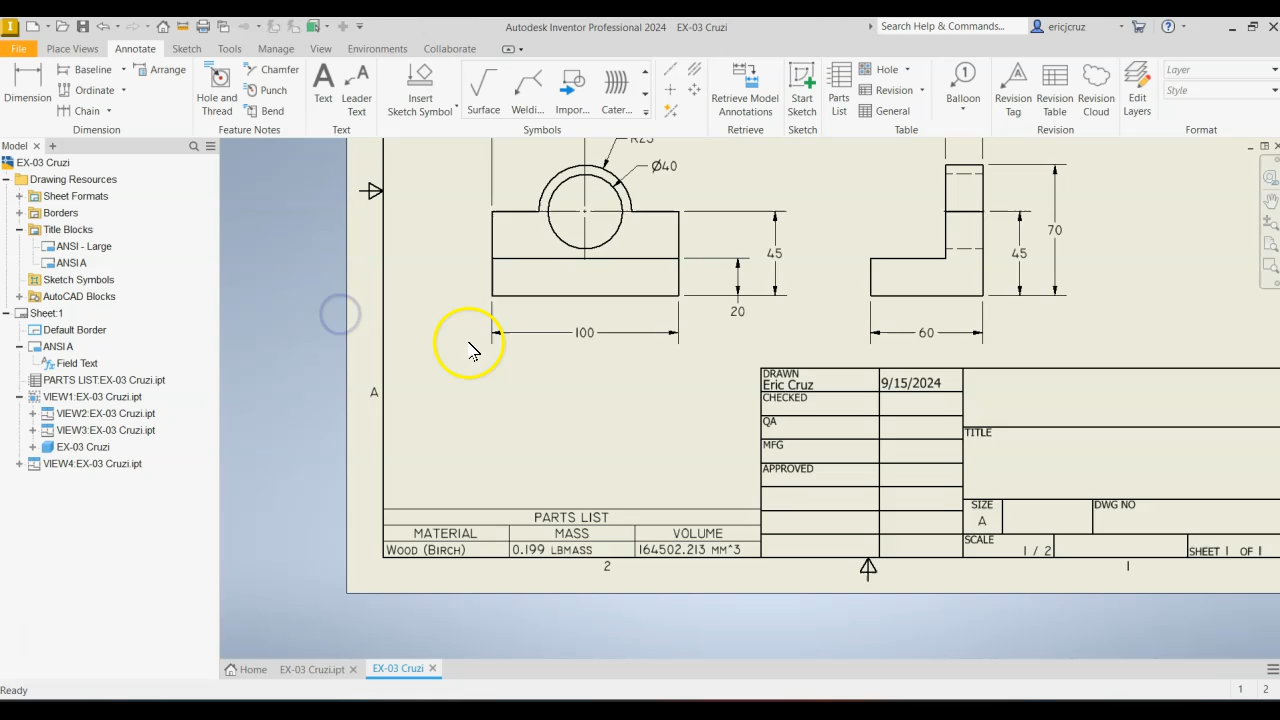 Autodesk Inventor Professional 2024 EX-03 Cruzi
Search Help & Commands...
ericjcruz
File Place Views Annotate Sketch Tools Manage View Environments Collaborate
Dimension
Baseline
Ordinate
Chain
Arrange
Dimension
Hole and Thread
Chamfer
Punch
Bend
Feature Notes
Text
Leader Text
Text
Insert Sketch Symbol
Surface
Weldi...
Impor...
Cater...
Symbols
Retrieve Model Annotations
Retrieve
Start Sketch
Sketch
Parts List
Hole
Revision
General
Table
Balloon
Revision Tag
Revision Table
Revision Cloud
Revision
Edit Layers
Layer
Style
Format
Model
EX-03 Cruzi
Drawing Resources
Sheet Formats
Borders
Title Blocks
ANSI - Large
ANSI A
Sketch Symbols
AutoCAD Blocks
Sheet:1
Default Border
ANSI A
Field Text
PARTS LIST:EX-03 Cruzi.ipt
VIEW1:EX-03 Cruzi.ipt
VIEW2:EX-03 Cruzi.ipt
VIEW3:EX-03 Cruzi.ipt
EX-03 Cruzi
VIEW4:EX-03 Cruzi.ipt
Ø40
45
20
100
70
45
60
A
DRAWN
Eric Cruz
9/15/2024
CHECKED
QA
MFG
APPROVED
TITLE
SIZE
A
DWG NO
SCALE
1 / 2
SHEET 1 OF 1
PARTS LIST
MATERIAL MASS VOLUME
WOOD (BIRCH) 0.199 LBMASS 164502.213 MM^3
2
1
Home EX-03 Cruzi.ipt EX-03 Cruzi
Ready
1 2